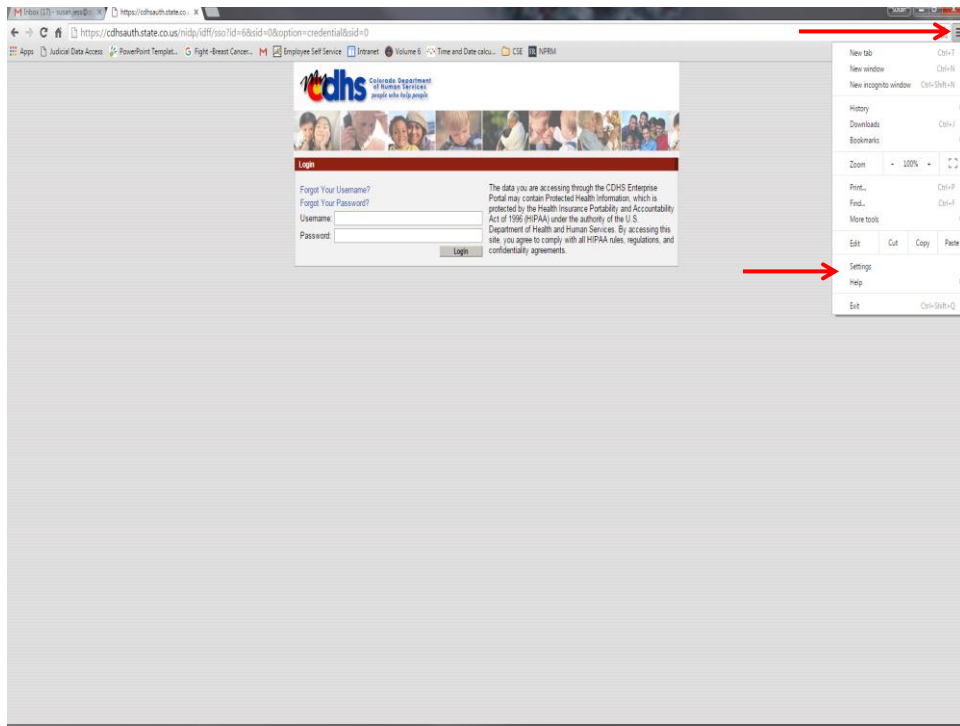 Inbox (17) - susan.jess@s
https://cdhsauth.state.co.
Susan
https://cdhsauth.state.co.us/nidp/idff/sso?id=6&sid=0&option=credential&sid=0
Apps Judicial Data Access PowerPoint Templat... Fight -Breast Cancer... Employee Self Service Intranet Volume 6 Time and Date calcu... CSE NPRM
My cdhs Colorado Department
of Human Services
people who help people
Login
Forgot Your Username?
Forgot Your Password?
Username:
Password:
Login
The data you are accessing through the CDHS Enterprise
Portal may contain Protected Health Information, which is
protected by the Health Insurance Portability and Accountability
Act of 1996 (HIPAA) under the authority of the U.S.
Department of Health and Human Services. By accessing this
site, you agree to comply with all HIPAA rules, regulations, and
confidentiality agreements.
New tab Ctrl+T
New window Ctrl+N
New incognito window Ctrl+Shift+N
History
Downloads Ctrl+J
Bookmarks
Zoom - 100% +
Print... Ctrl+P
Find... Ctrl+F
More tools
Edit Cut Copy Paste
Settings
Help
Exit Ctrl+Shift+Q